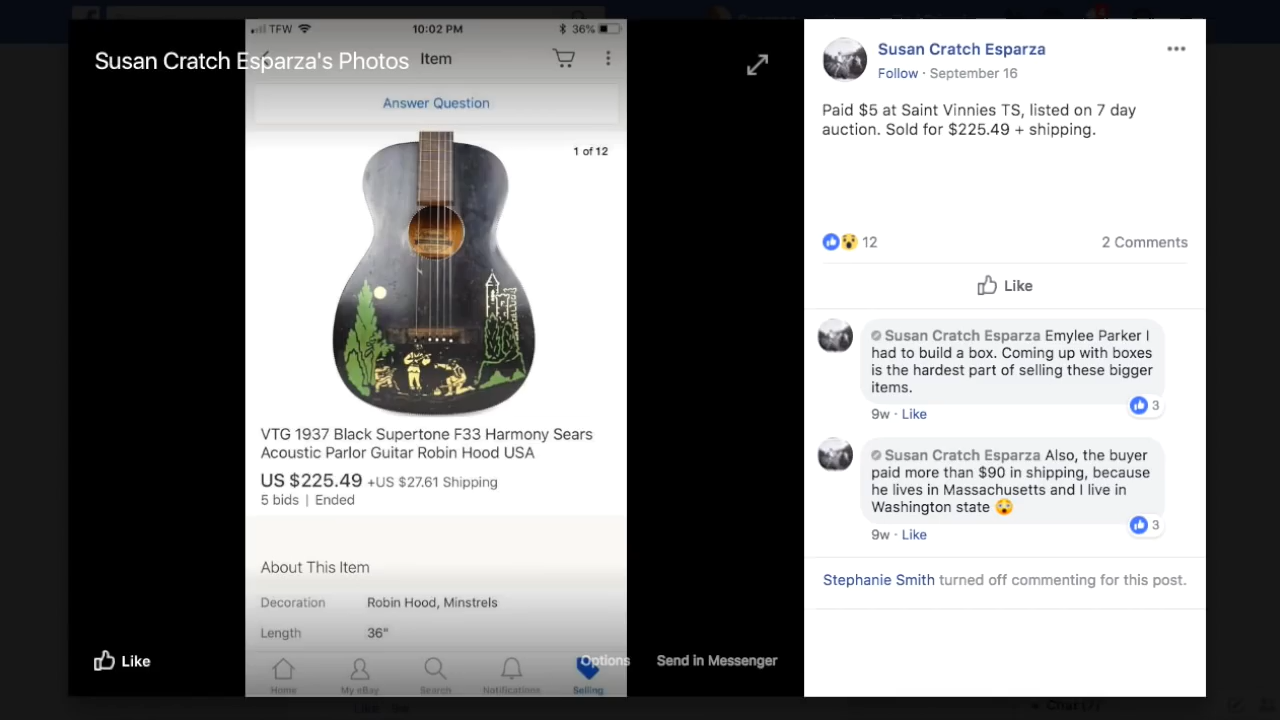 TFW 10:02 PM 36%
Susan Cratch Esparza's Photos
Item
Answer Question
1 of 12
VTG 1937 Black Supertone F33 Harmony Sears
Acoustic Parlor Guitar Robin Hood USA
US $225.49 +US $27.61 Shipping
5 bids | Ended
About This Item
Decoration Robin Hood, Minstrels
Length 36"
Home My eBay Search Notifications Selling
Like
Options
Send in Messenger
Susan Cratch Esparza
Follow · September 16
Paid $5 at Saint Vinnies TS, listed on 7 day
auction. Sold for $225.49 + shipping.
12
2 Comments
Like
Susan Cratch Esparza Emylee Parker I
had to build a box. Coming up with boxes
is the hardest part of selling these bigger
items.
3
9w · Like
Susan Cratch Esparza Also, the buyer
paid more than $90 in shipping, because
he lives in Massachusetts and I live in
Washington state
3
9w · Like
Stephanie Smith turned off commenting for this post.